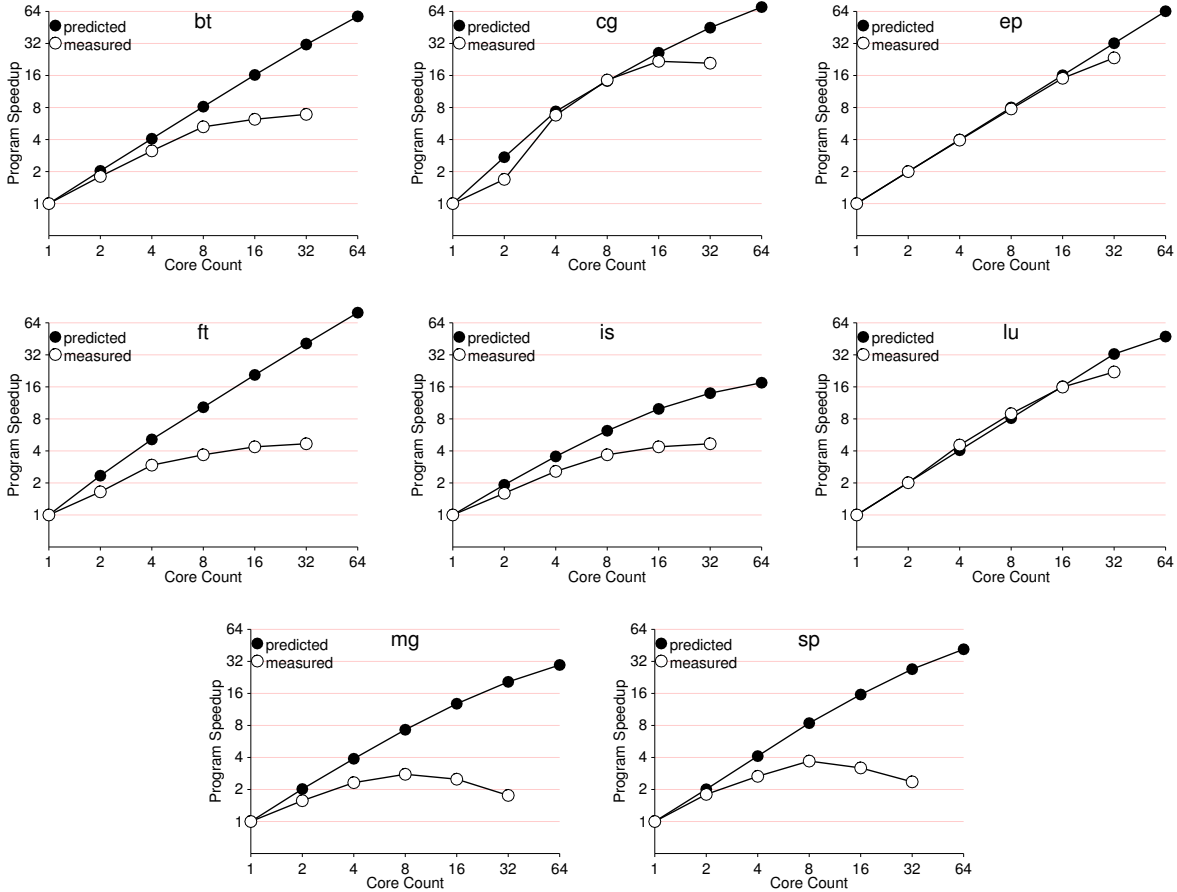 bt
predicted
measured
Program Speedup
64
32
16
8
4
2
1
1 2 4 8 16 32 64
Core Count
cg
predicted
measured
Program Speedup
64
32
16
8
4
2
1
1 2 4 8 16 32 64
Core Count
ep
predicted
measured
Program Speedup
64
32
16
8
4
2
1
1 2 4 8 16 32 64
Core Count
ft
predicted
measured
Program Speedup
64
32
16
8
4
2
1
1 2 4 8 16 32 64
Core Count
is
predicted
measured
Program Speedup
64
32
16
8
4
2
1
1 2 4 8 16 32 64
Core Count
lu
predicted
measured
Program Speedup
64
32
16
8
4
2
1
1 2 4 8 16 32 64
Core Count
mg
predicted
measured
Program Speedup
64
32
16
8
4
2
1
1 2 4 8 16 32 64
Core Count
sp
predicted
measured
Program Speedup
64
32
16
8
4
2
1
1 2 4 8 16 32 64
Core Count